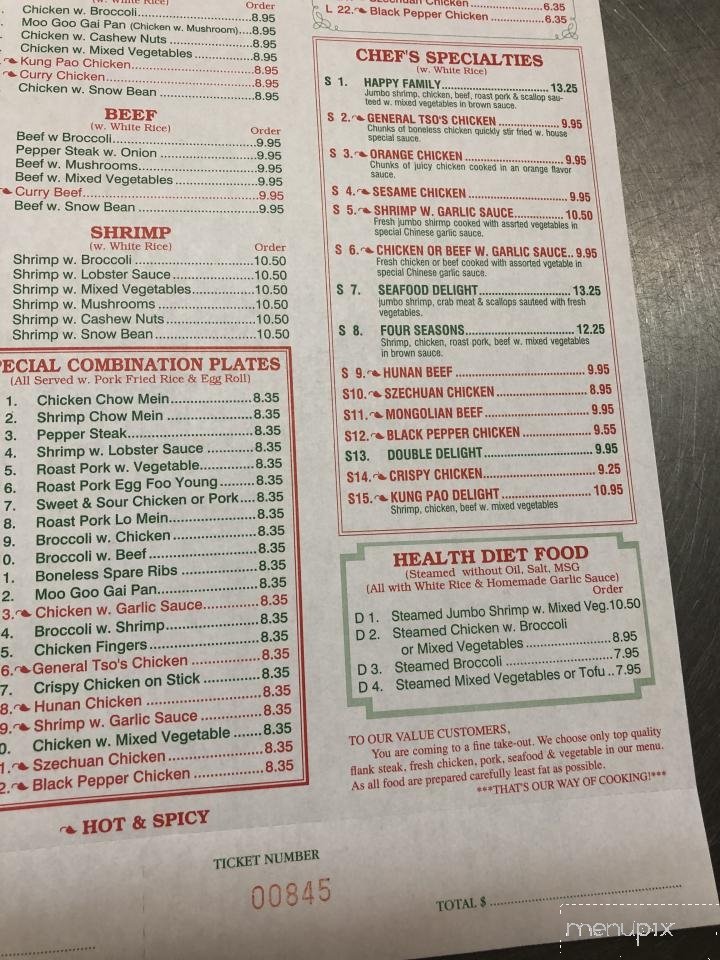 Order
Chicken w. Broccoli.....................8.95
Moo Goo Gai Pan (Chicken w. Mushroom)....8.95
Chicken w. Cashew Nuts ................8.95
Chicken w. Mixed Vegetables ............8.95
Kung Pao Chicken.........................8.95
Curry Chicken..............................8.95
Chicken w. Snow Bean ...................8.95
BEEF
(w. White Rice)
Order
Beef w Broccoli...........................9.95
Pepper Steak w. Onion ..................9.95
Beef w. Mushrooms......................9.95
Beef w. Mixed Vegetables ...............9.95
Curry Beef..................................9.95
Beef w. Snow Bean ......................9.95
SHRIMP
(w. White Rice)
Order
Shrimp w. Broccoli .......................10.50
Shrimp w. Lobster Sauce ................10.50
Shrimp w. Mixed Vegetables............10.50
Shrimp w. Mushrooms ...................10.50
Shrimp w. Cashew Nuts..................10.50
Shrimp w. Snow Bean....................10.50
PECIAL COMBINATION PLATES
(All Served w. Pork Fried Rice & Egg Roll)
1. Chicken Chow Mein....................8.35
2. Shrimp Chow Mein .....................8.35
3. Pepper Steak............................8.35
4. Shrimp w. Lobster Sauce .............8.35
5. Roast Pork w. Vegetable..............8.35
6. Roast Pork Egg Foo Young...........8.35
7. Sweet & Sour Chicken or Pork....8.35
8. Roast Pork Lo Mein....................8.35
9. Broccoli w. Chicken ...................8.35
0. Broccoli w. Beef........................8.35
1. Boneless Spare Ribs ..................8.35
2. Moo Goo Gai Pan......................8.35
3. Chicken w. Garlic Sauce..............8.35
4. Broccoli w. Shrimp.....................8.35
5. Chicken Fingers.........................8.35
6. General Tso's Chicken ................8.35
7. Crispy Chicken on Stick ..............8.35
8. Hunan Chicken .........................8.35
9. Shrimp w. Garlic Sauce ...............8.35
0. Chicken w. Mixed Vegetable .........8.35
1. Szechuan Chicken .....................8.35
2. Black Pepper Chicken .................8.35
HOT & SPICY
Szechuan Chicken ..................6.35
L 22. Black Pepper Chicken ..............6.35
CHEF'S SPECIALTIES
(w. White Rice)
S 1. HAPPY FAMILY.............................13.25
Jumbo shrimp, chicken, beef, roast pork & scallop sau-
teed w. mixed vegetables in brown sauce.
S 2. GENERAL TSO'S CHICKEN ................9.95
Chunks of boneless chicken quickly stir fried w. house
special sauce.
S 3. ORANGE CHICKEN .........................9.95
Chunks of juicy chicken cooked in an orange flavor
sauce.
S 4. SESAME CHICKEN .........................9.95
S 5. SHRIMP W. GARLIC SAUCE..............10.50
Fresh jumbo shirmp cooked with assrted vegetables in
special Chinese garlic sauce.
S 6. CHICKEN OR BEEF W. GARLIC SAUCE.. 9.95
Fresh chicken or beef cooked with assorted vgetable in
special Chinese garlic sauce.
S 7. SEAFOOD DELIGHT.......................13.25
jumbo shrimp, crab meat & scallops sauteed with fresh
vegetables.
S 8. FOUR SEASONS...........................12.25
Shrimp, chicken, roast pork, beef w. mixed vegetables
in brown sauce.
S 9. HUNAN BEEF ..............................9.95
S10. SZECHUAN CHICKEN .....................8.95
S11. MONGOLIAN BEEF .......................9.95
S12. BLACK PEPPER CHICKEN ...............9.55
S13. DOUBLE DELIGHT........................9.95
S14. CRISPY CHICKEN.........................9.25
S15. KUNG PAO DELIGHT .....................10.95
Shrimp, chicken, beef w. mixed vegetables
HEALTH DIET FOOD
(Steamed without Oil, Salt, MSG
(All with White Rice & Homemade Garlic Sauce)
Order
D 1. Steamed Jumbo Shrimp w. Mixed Veg.10.50
D 2. Steamed Chicken w. Broccoli
or Mixed Vegetables ......................8.95
D 3. Steamed Broccoli ........................7.95
D 4. Steamed Mixed Vegetables or Tofu ..7.95
TO OUR VALUE CUSTOMERS,
You are coming to a fine take-out. We choose only top quality
flank steak, fresh chicken, pork, seafood & vegetable in our menu.
As all food are prepared carefully least fat as possible.
***THAT'S OUR WAY OF COOKING!***
TICKET NUMBER
00845
TOTAL $ ........................................
menupix